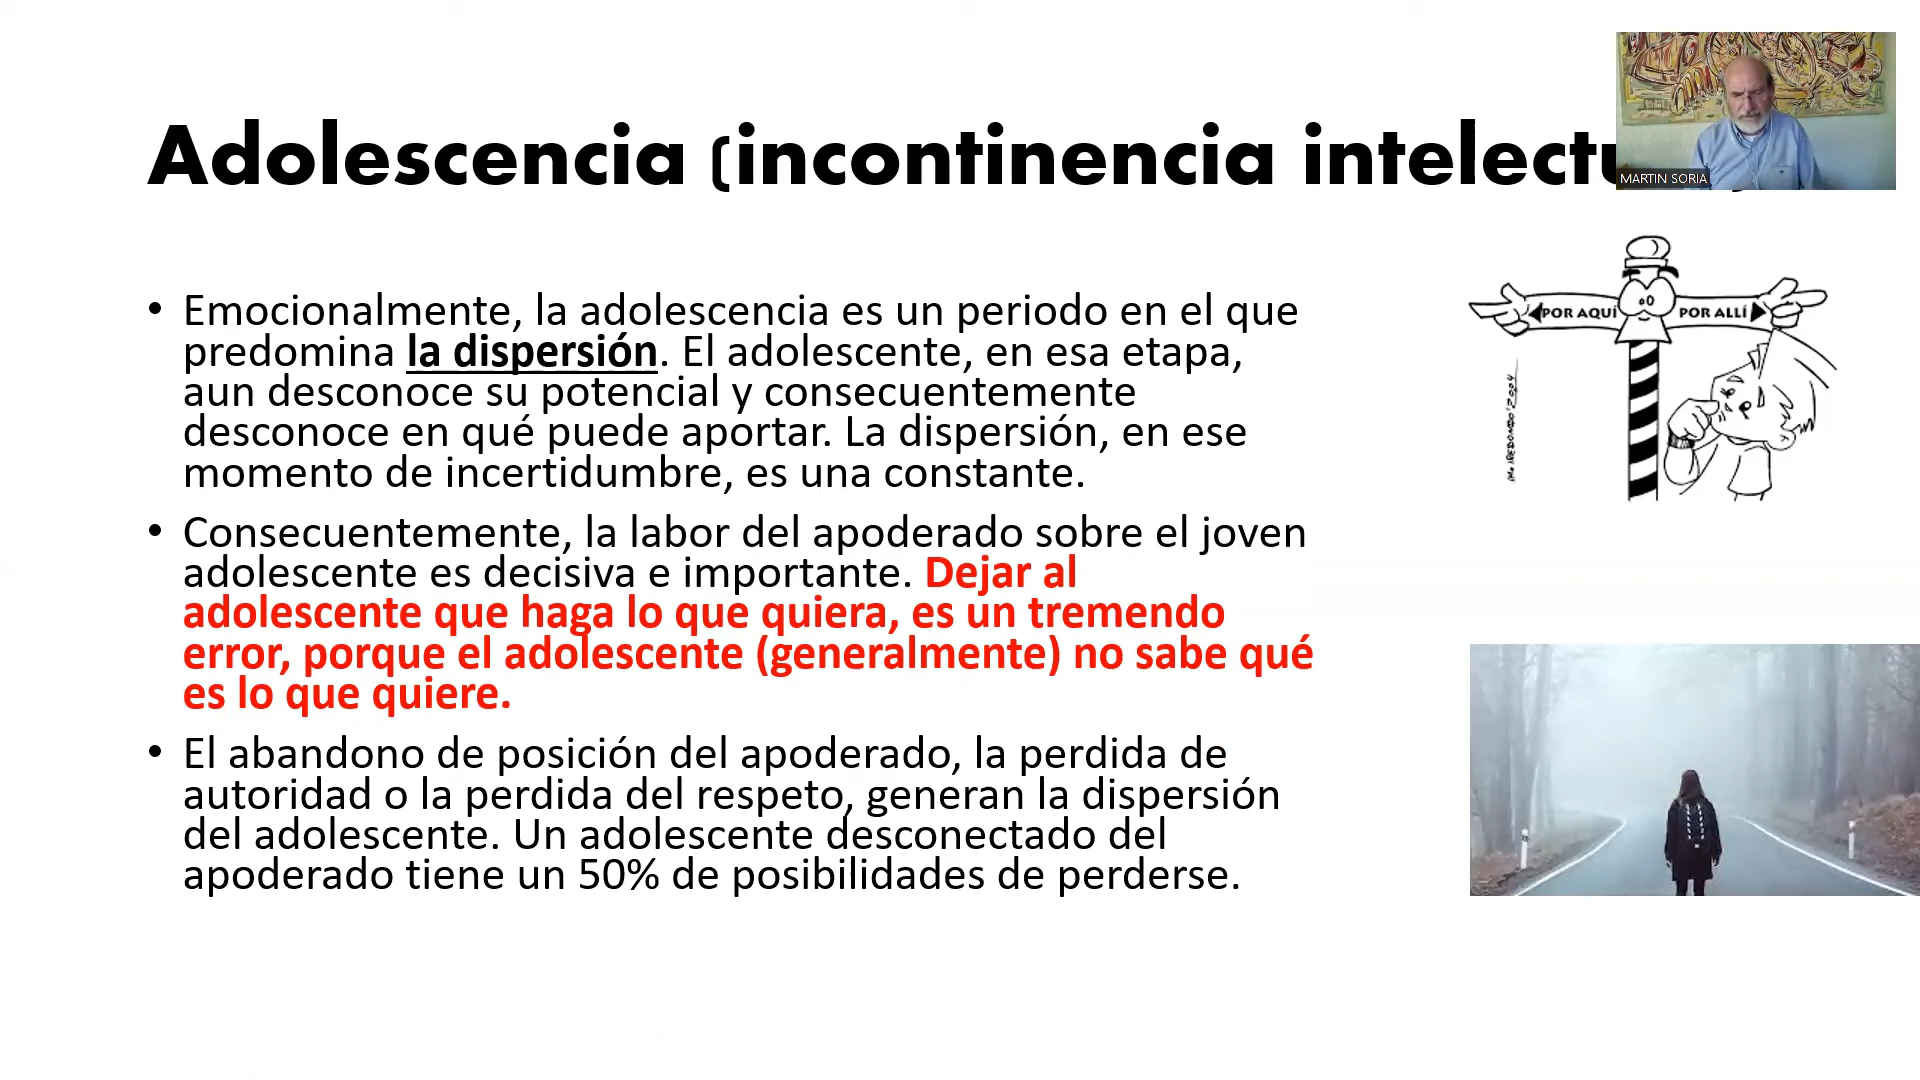 Adolescencia (incontinencia
MARTIN SORIA
POR AQUÍ
POR ALLÍ
• Emocionalmente, la adolescencia es un periodo en el que
predomina la dispersión. El adolescente, en esa etapa,
aun desconoce su potencial y consecuentemente
desconoce en qué puede aportar. La dispersión, en ese
momento de incertidumbre, es una constante.
• Consecuentemente, la labor del apoderado sobre el joven
adolescente es decisiva e importante. Dejar al
adolescente que haga lo que quiera, es un tremendo
error, porque el adolescente (generalmente) no sabe qué
es lo que quiere.
• El abandono de posición del apoderado, la perdida de
autoridad o la perdida del respeto, generan la dispersión
del adolescente. Un adolescente desconectado del
apoderado tiene un 50% de posibilidades de perderse.